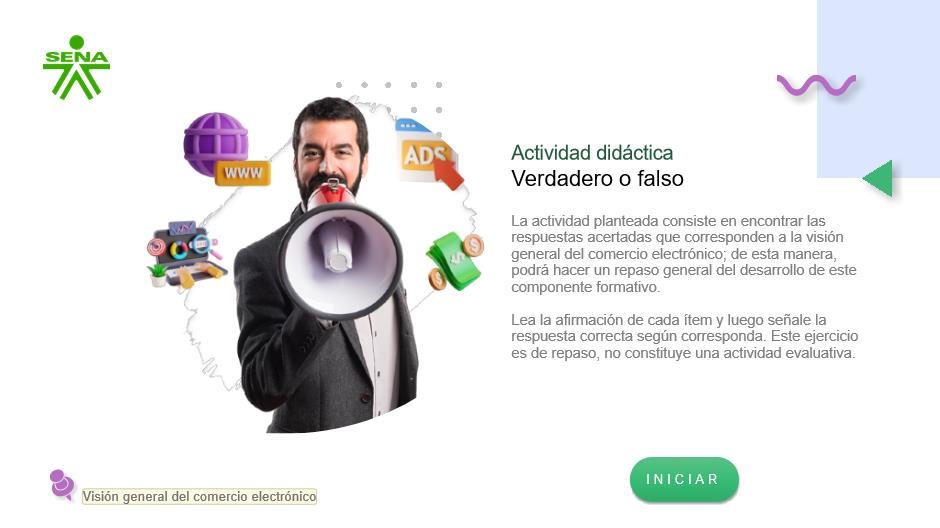 SENA
WWW
ADS
Actividad didáctica
Verdadero o falso
La actividad planteada consiste en encontrar las
respuestas acertadas que corresponden a la visión
general del comercio electrónico; de esta manera,
podrá hacer un repaso general del desarrollo de este
componente formativo.
Lea la afirmación de cada ítem y luego señale la
respuesta correcta según corresponda. Este ejercicio
es de repaso, no constituye una actividad evaluativa.
INICIAR
Visión general del comercio electrónico